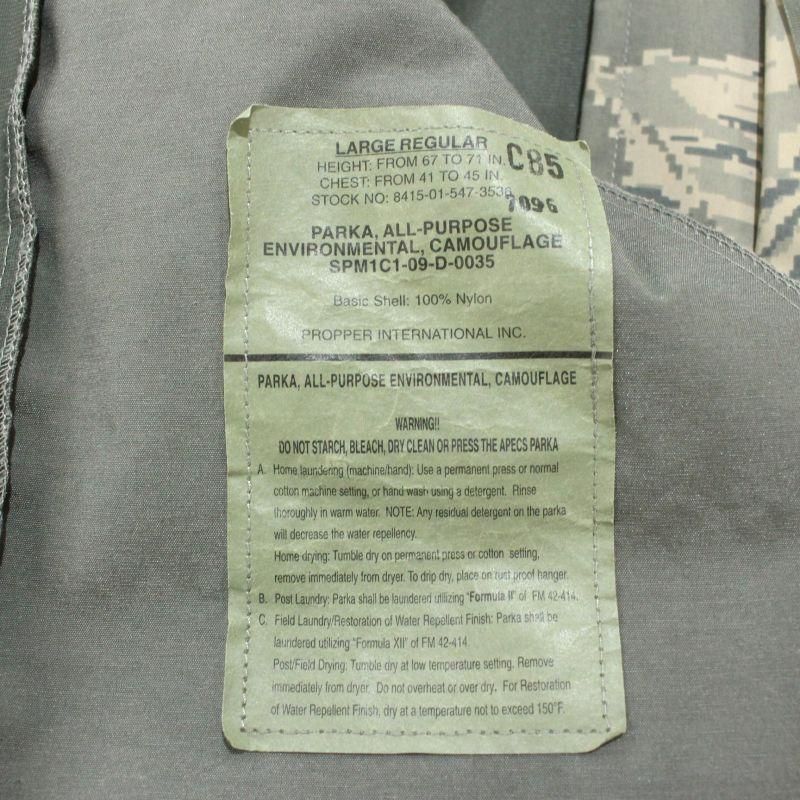 LARGE REGULAR
HEIGHT: FROM 67 TO 71 IN.
C85
CHEST: FROM 41 TO 45 IN.
STOCK NO: 8415-01-547-3536
7096
PARKA, ALL-PURPOSE
ENVIRONMENTAL, CAMOUFLAGE
SPM1C1-09-D-0035
Basic Shell: 100% Nylon
PROPPER INTERNATIONAL INC.
PARKA, ALL-PURPOSE ENVIRONMENTAL, CAMOUFLAGE
WARNING!!
DO NOT STARCH, BLEACH, DRY CLEAN OR PRESS THE APECS PARKA
A. Home laundering (machine/hand): Use a permanent press or normal
cotton machine setting, or hand wash using a detergent. Rinse
thoroughly in warm water. NOTE: Any residual detergent on the parka
will decrease the water repellency.
Home drying: Tumble dry on permanent press or cotton setting,
remove immediately from dryer. To drip dry, place on rust proof hanger.
B. Post Laundry: Parka shall be laundered utilizing "Formula II" of FM 42-414.
C. Field Laundry/Restoration of Water Repellent Finish: Parka shall be
laundered utilizing "Formula XII" of FM 42-414.
Post/Field Drying: Tumble dry at low temperature setting. Remove
immediately from dryer. Do not overheat or over dry. For Restoration
of Water Repellent Finish, dry at a temperature not to exceed 150°F.